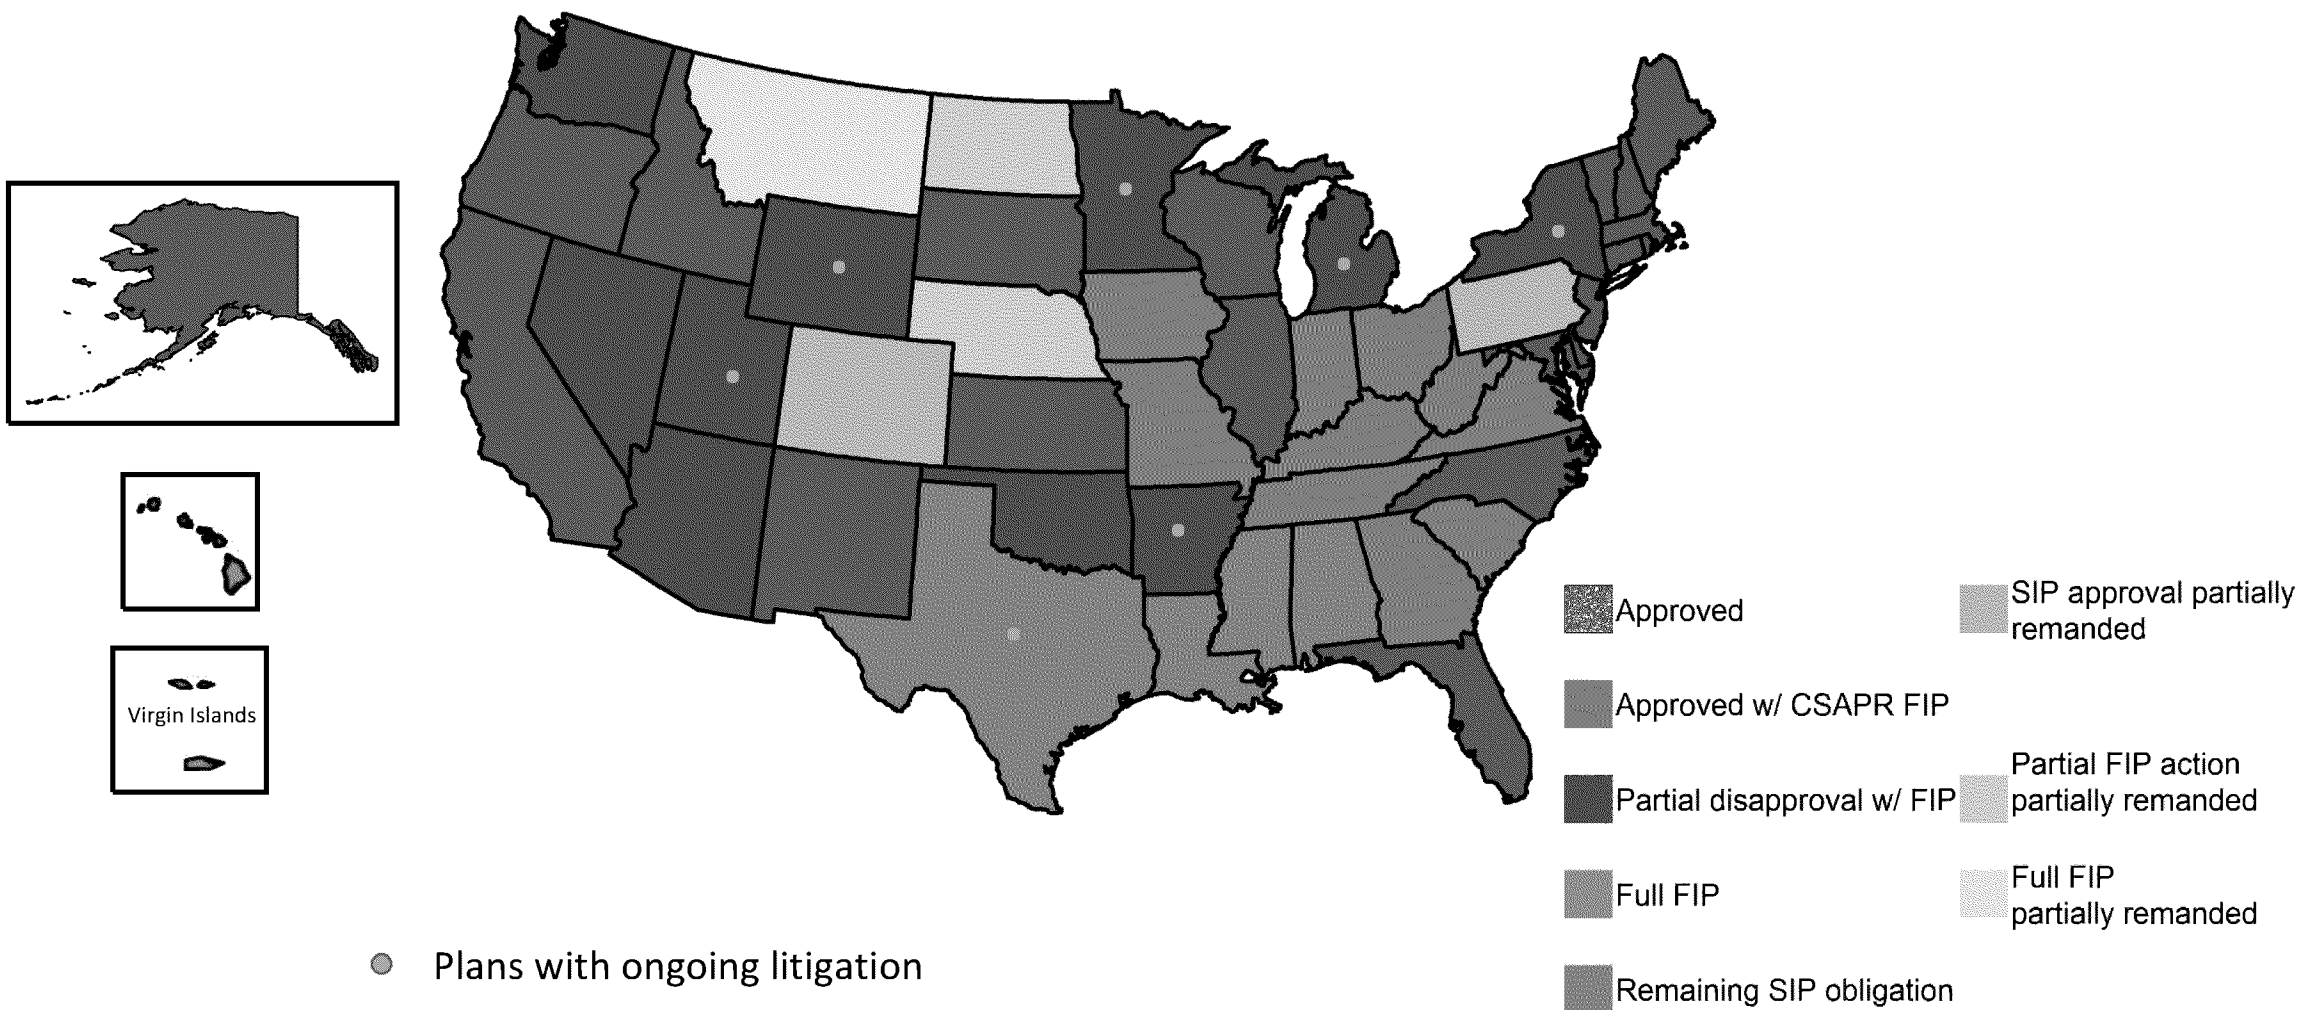 Virgin Islands
Approved
Approved w/ CSAPR FIP
Partial disapproval w/ FIP
Full FIP
Remaining SIP obligation
SIP approval partially
remanded
Partial FIP action
partially remanded
Full FIP
partially remanded
Plans with ongoing litigation